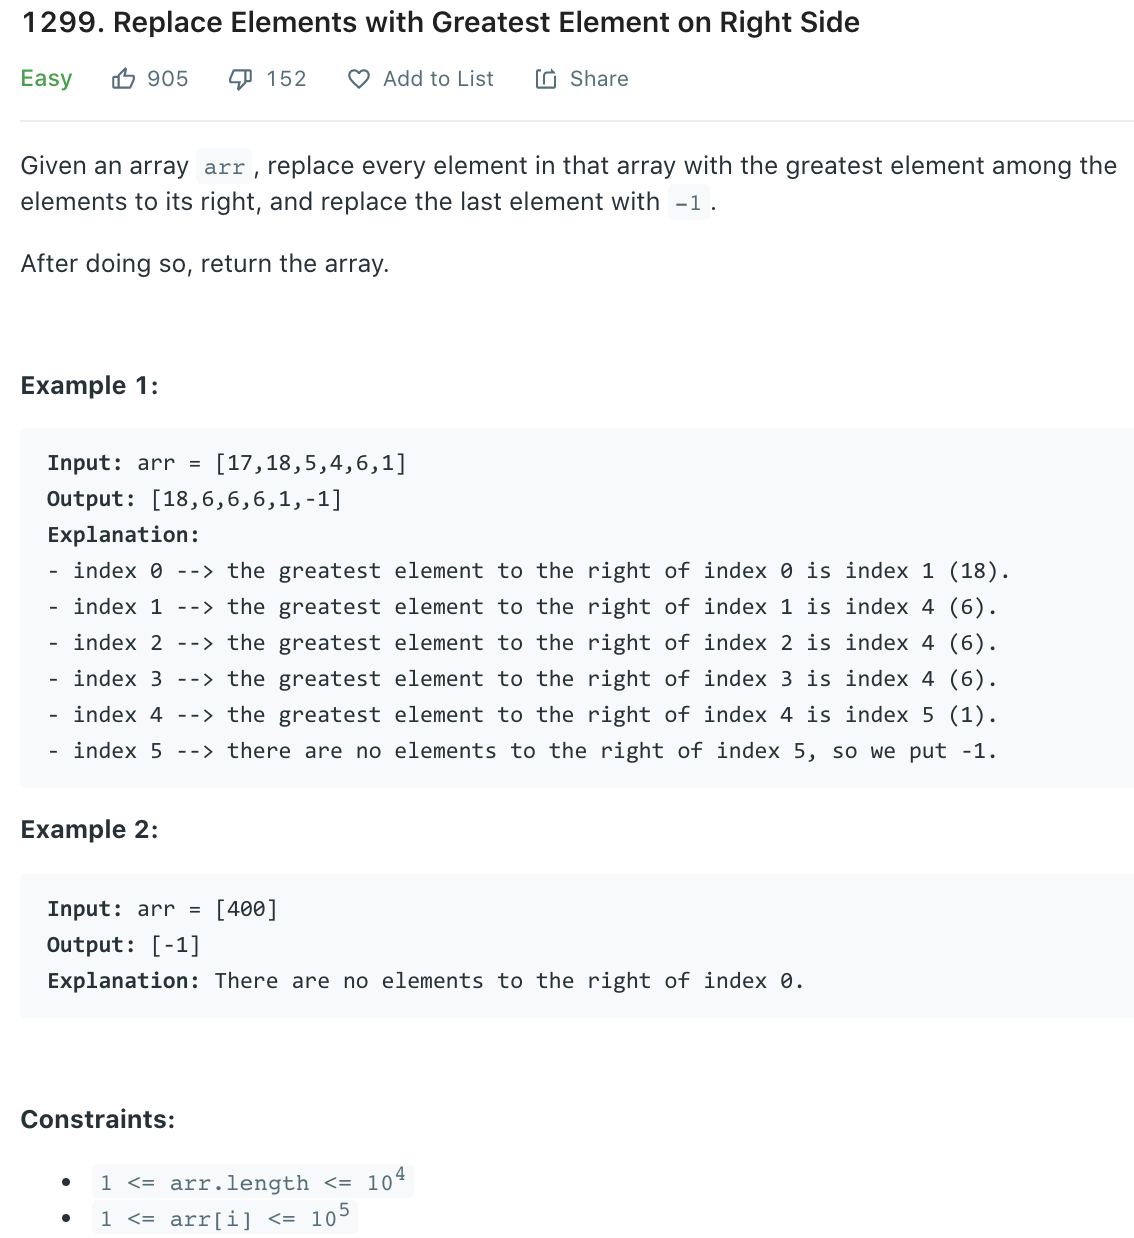 1299. Replace Elements with Greatest Element on Right Side
Easy 905 152 Add to List Share
Given an array arr , replace every element in that array with the greatest element among the
elements to its right, and replace the last element with -1 .
After doing so, return the array.
Example 1:
Input: arr = [17,18,5,4,6,1]
Output: [18,6,6,6,1,-1]
Explanation:
- index 0 --> the greatest element to the right of index 0 is index 1 (18).
- index 1 --> the greatest element to the right of index 1 is index 4 (6).
- index 2 --> the greatest element to the right of index 2 is index 4 (6).
- index 3 --> the greatest element to the right of index 3 is index 4 (6).
- index 4 --> the greatest element to the right of index 4 is index 5 (1).
- index 5 --> there are no elements to the right of index 5, so we put -1.
Example 2:
Input: arr = [400]
Output: [-1]
Explanation: There are no elements to the right of index 0.
Constraints:
• 1 <= arr.length <= 10⁴
• 1 <= arr[i] <= 10⁵